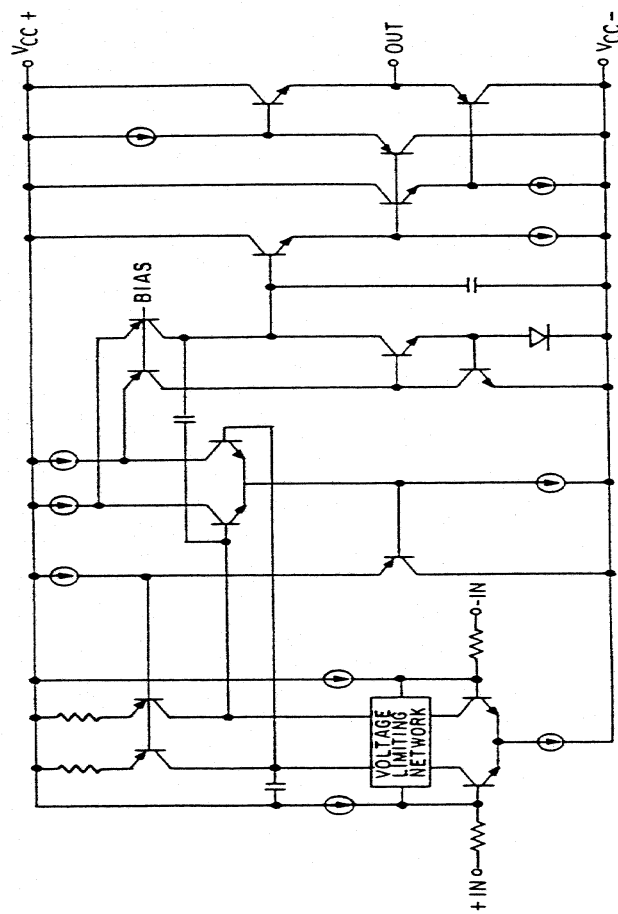 VCC+
OUT
VCC-
BIAS
-IN
VOLTAGE
LIMITING
NETWORK
+IN